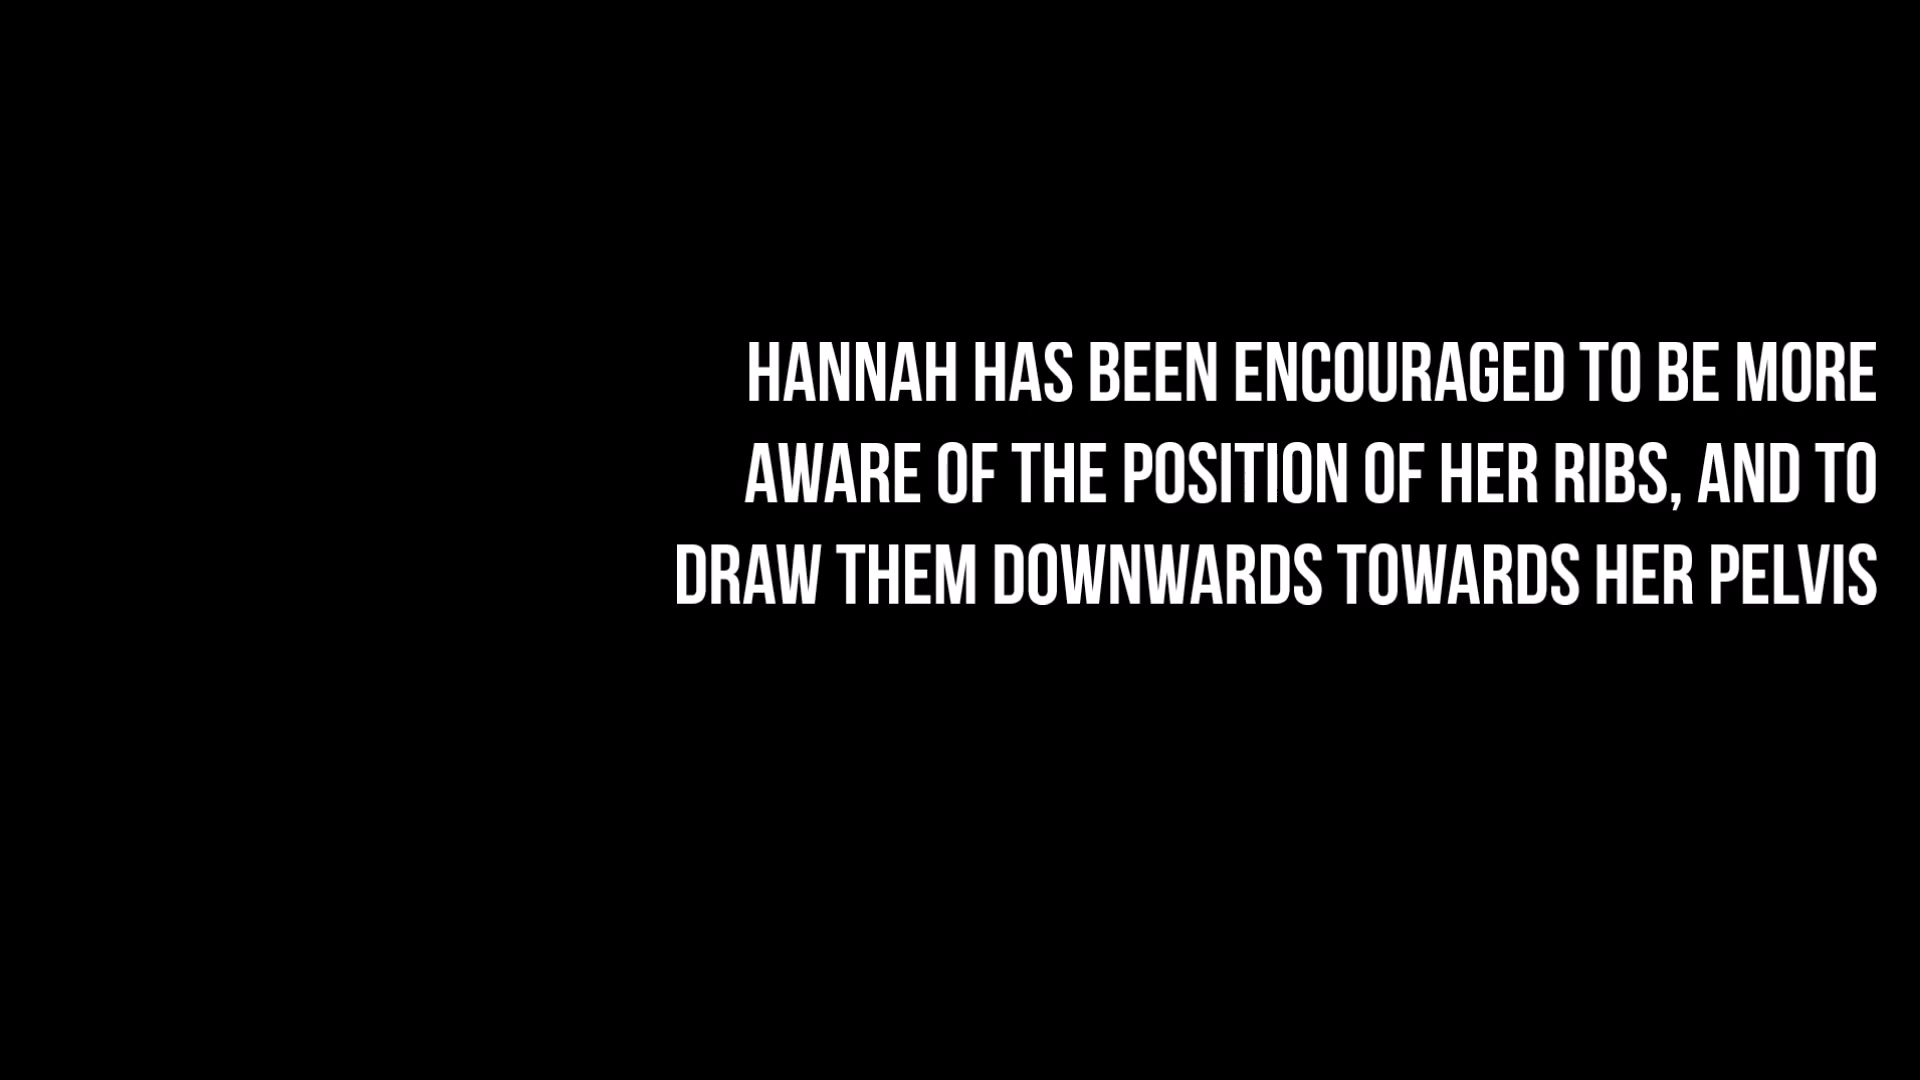 HANNAH HAS BEEN ENCOURAGED TO BE MORE
AWARE OF THE POSITION OF HER RIBS, AND TO
DRAW THEM DOWNWARDS TOWARDS HER PELVIS